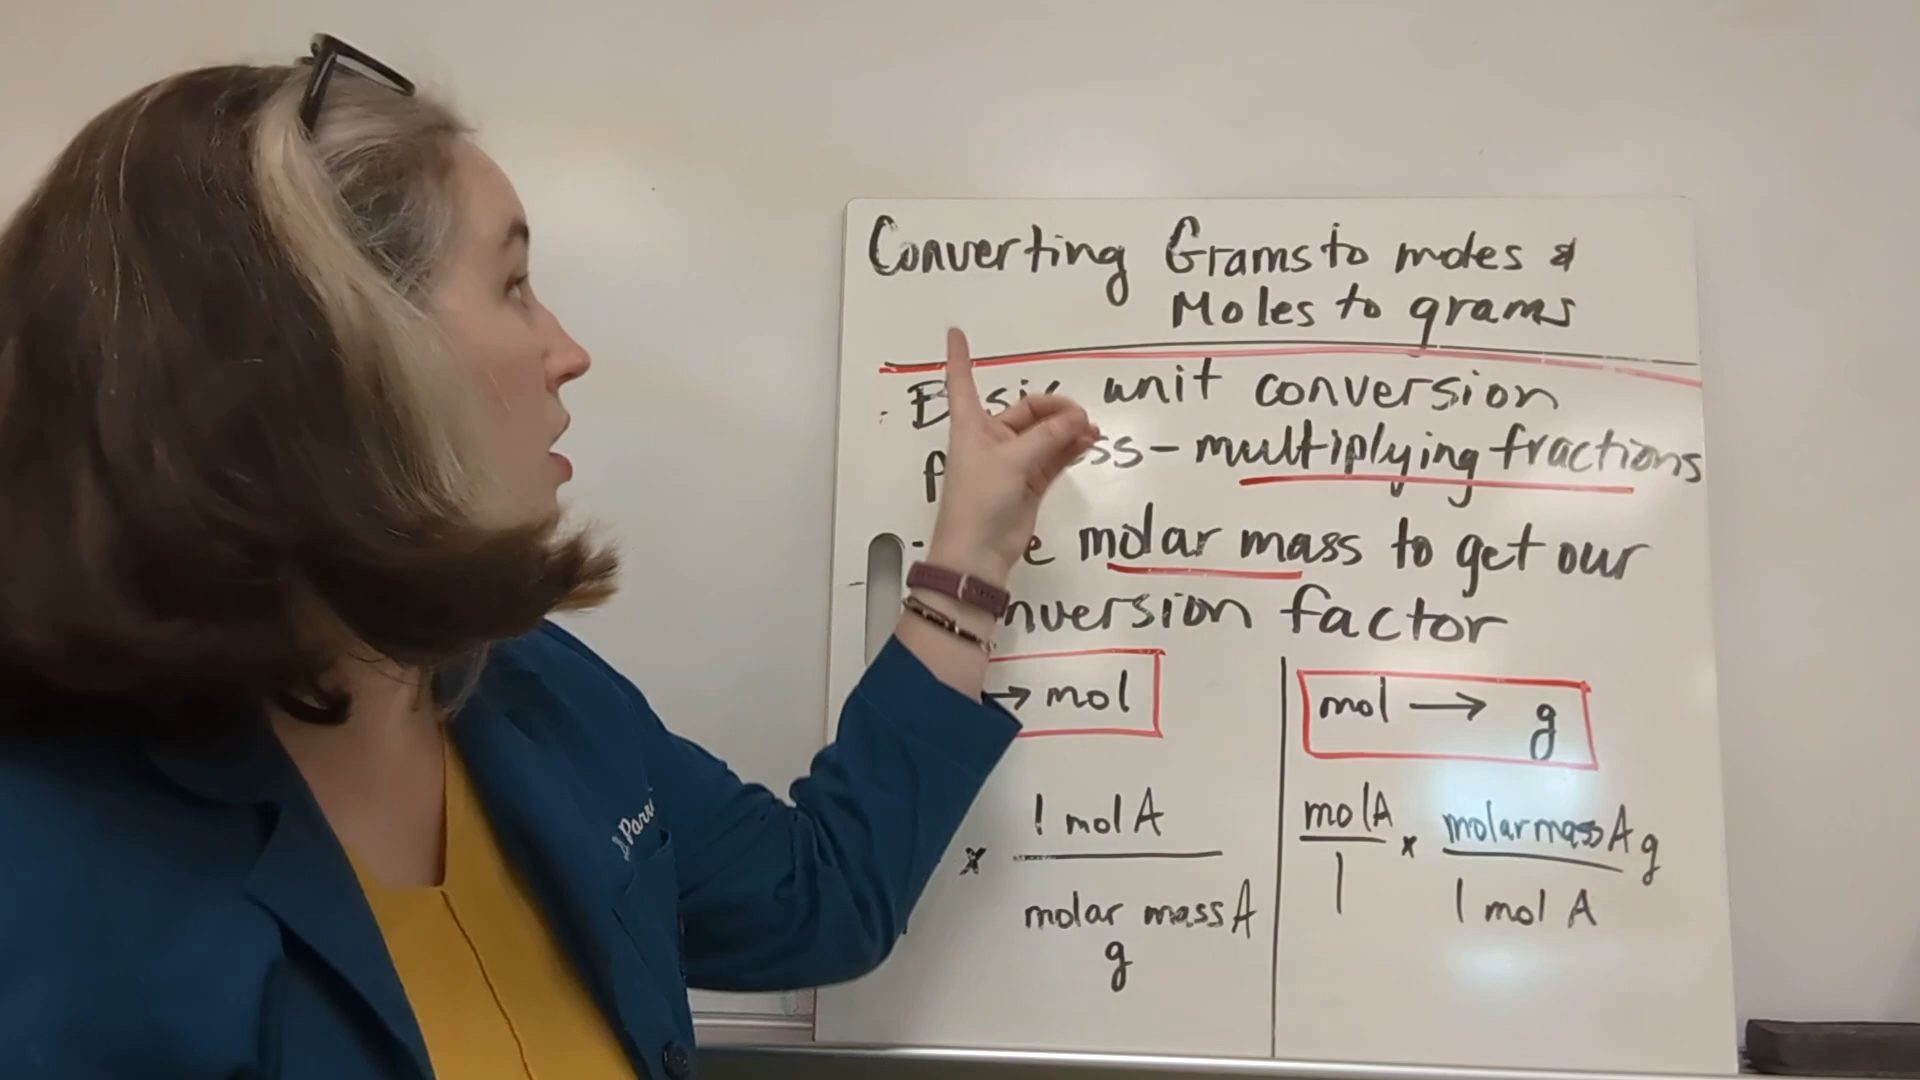 Converting Grams to moles &
Moles to grams
unit conversion
- multiplying fractions
molar mass to get our
factor
→ mol
mol → g
x 1 mol A
molar mass A
g
mol A x molar mass A g
1 1 mol A